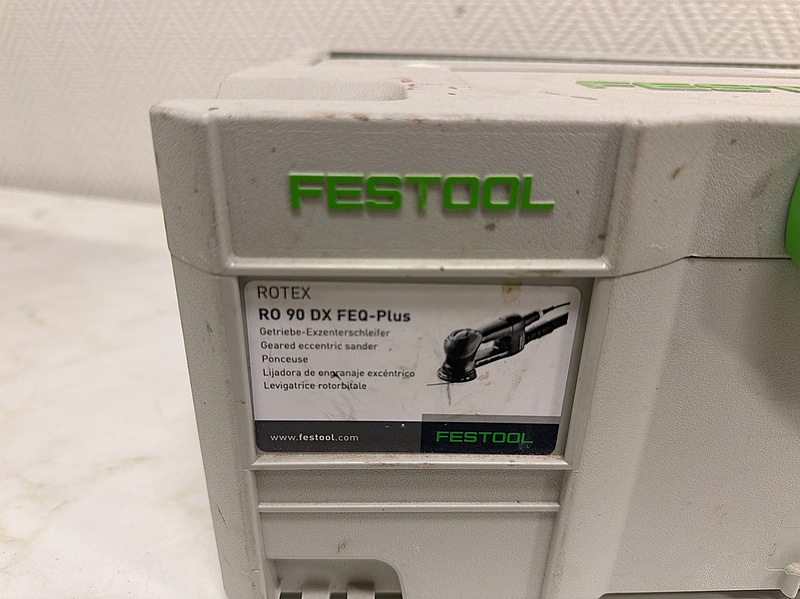 FESTOOL
FESTOOL
ROTEX
RO 90 DX FEQ-Plus
Getriebe-Exzenterschleifer
Geared eccentric sander
Ponceuse
Lijadora de engranaje excéntrico
Levigatrice rotorbitale
www.festool.com
FESTOOL